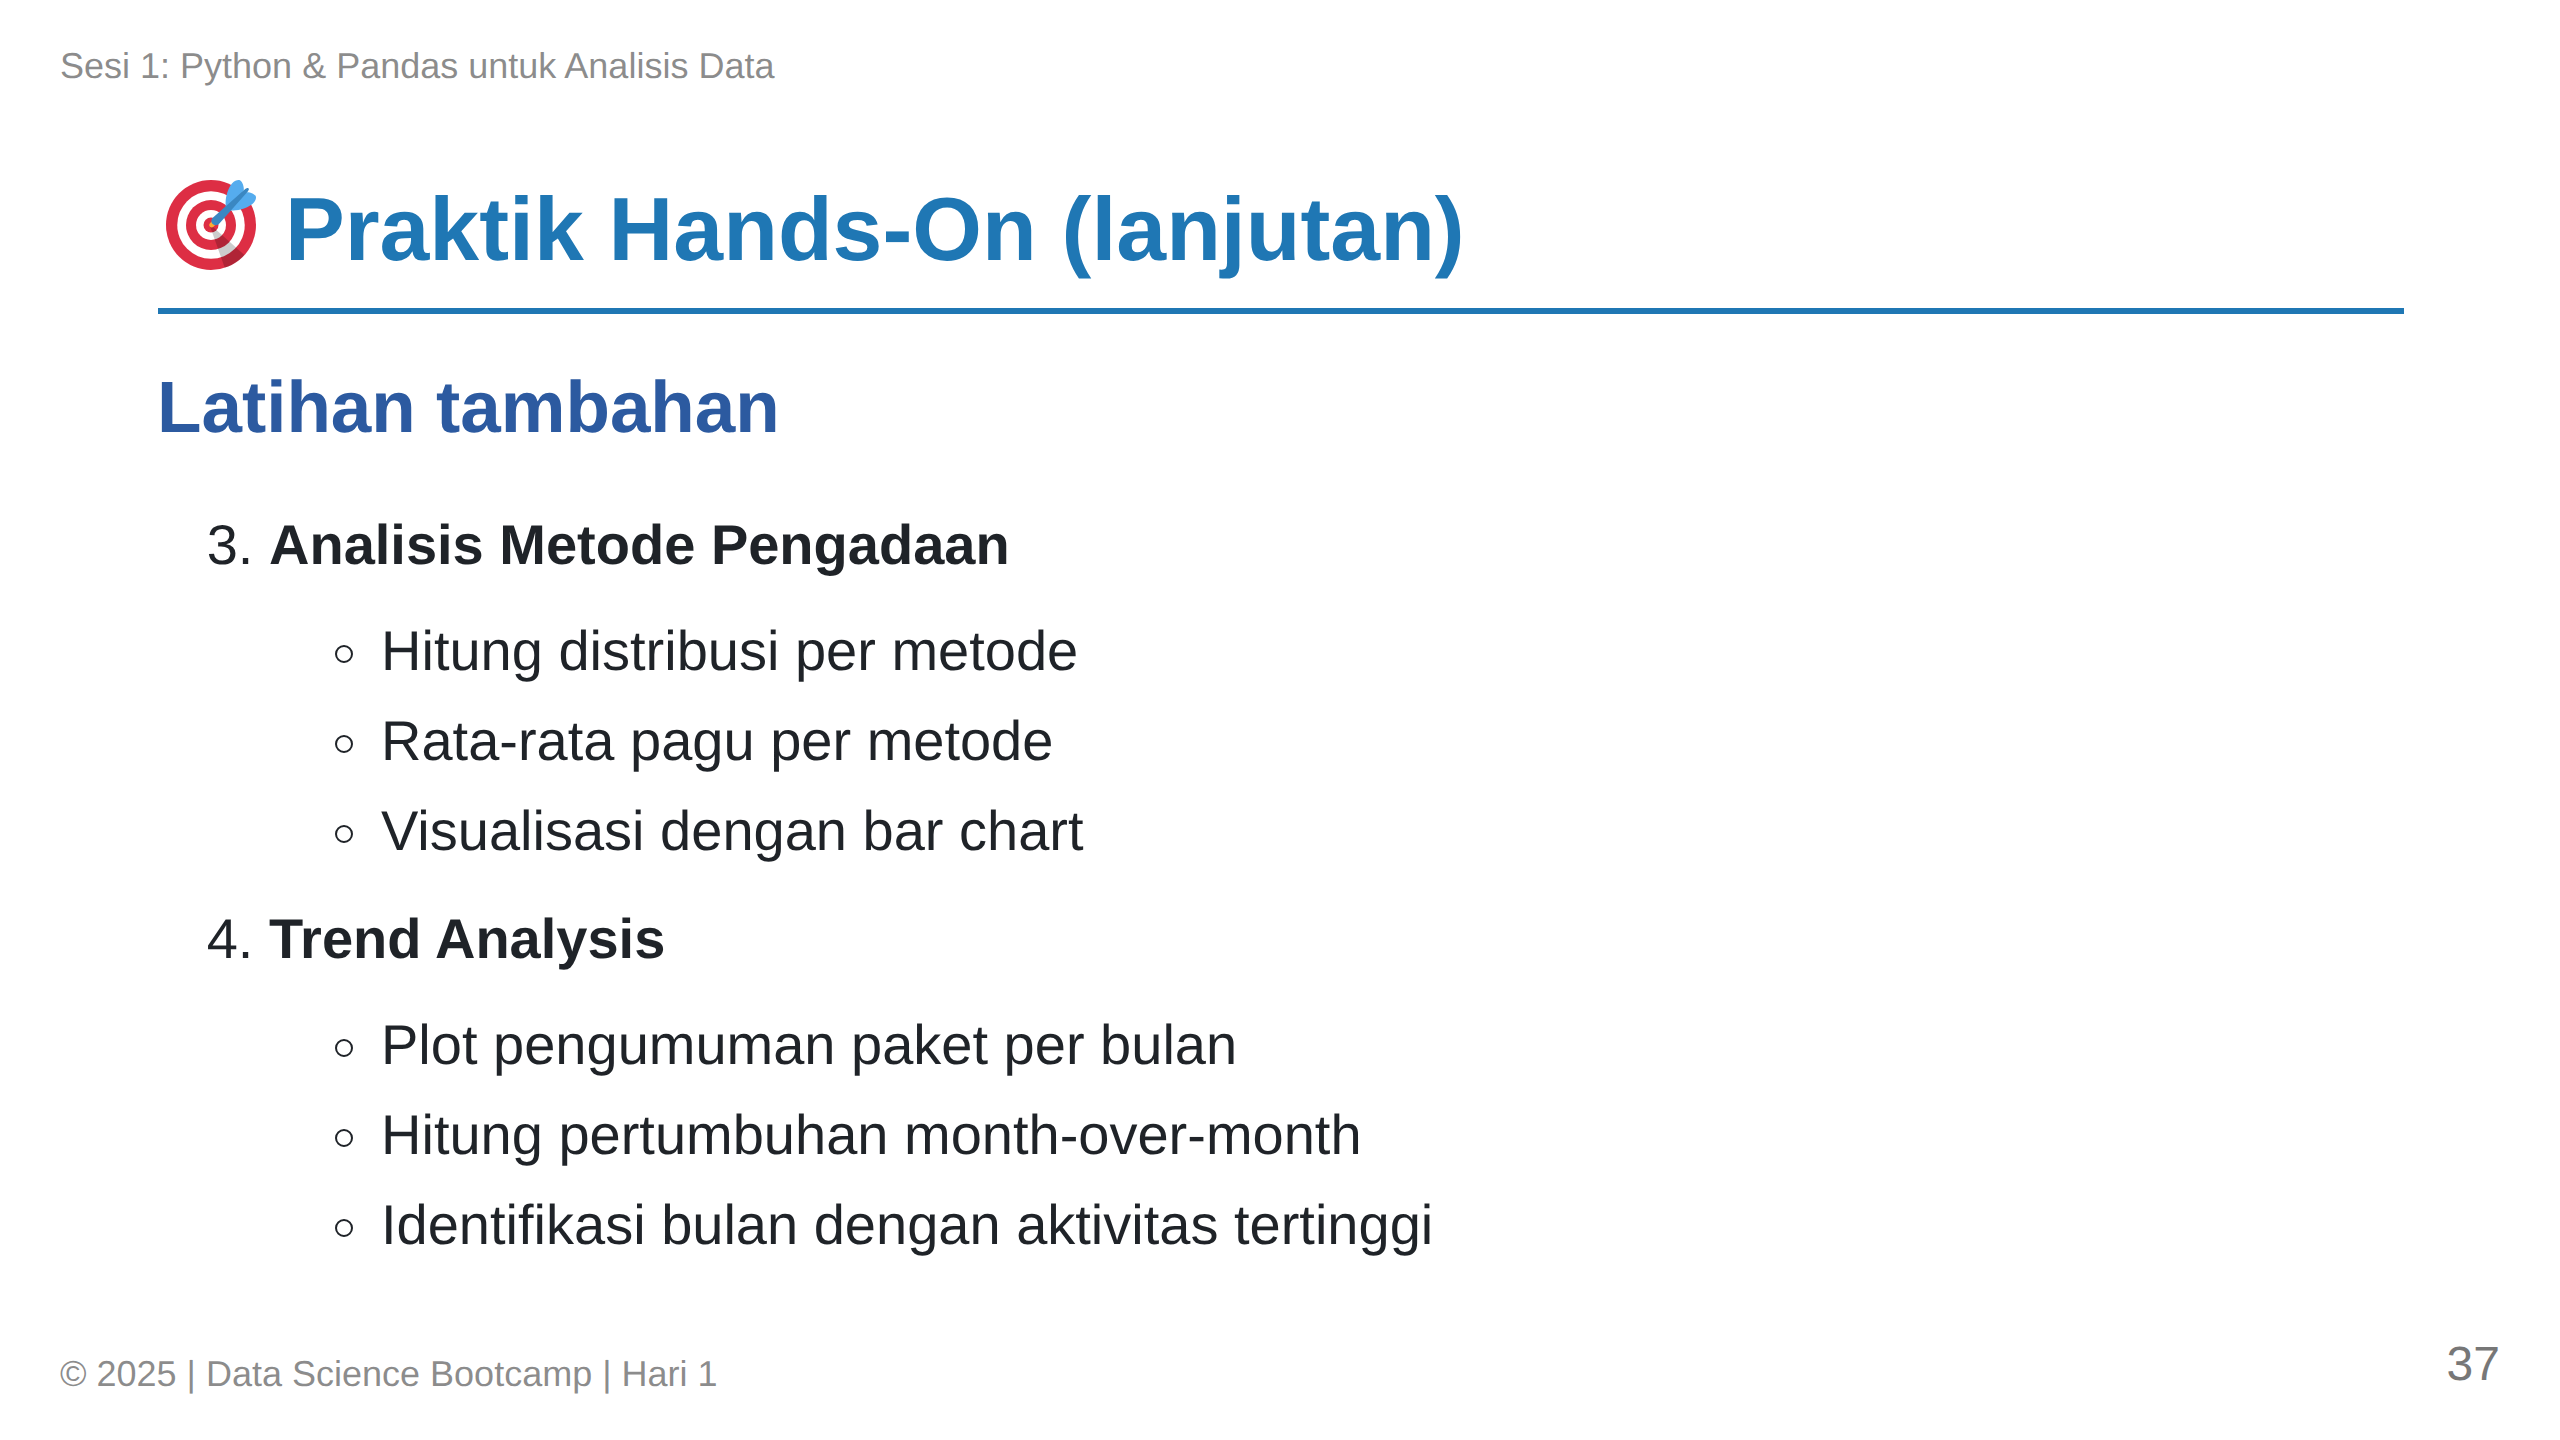 Sesi 1: Python & Pandas untuk Analisis Data
🎯 Praktik Hands-On (lanjutan)
Latihan tambahan
3. Analisis Metode Pengadaan
○ Hitung distribusi per metode
○ Rata-rata pagu per metode
○ Visualisasi dengan bar chart
4. Trend Analysis
○ Plot pengumuman paket per bulan
○ Hitung pertumbuhan month-over-month
○ Identifikasi bulan dengan aktivitas tertinggi
© 2025 | Data Science Bootcamp | Hari 1
37